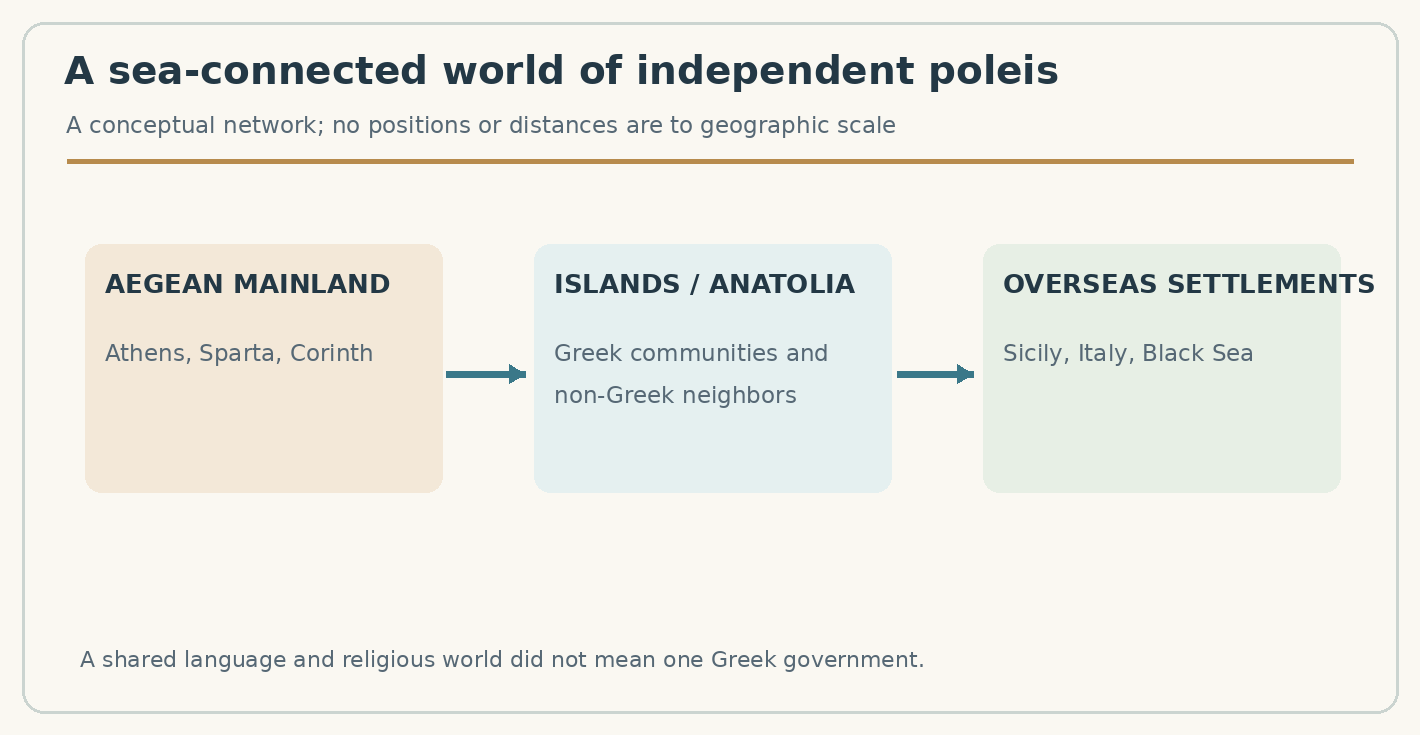 A sea-connected world of independent poleis
A conceptual network; no positions or distances are to geographic scale
AEGEAN MAINLAND
Athens, Sparta, Corinth
ISLANDS / ANATOLIA
Greek communities and
non-Greek neighbors
OVERSEAS SETTLEMENTS
Sicily, Italy, Black Sea
A shared language and religious world did not mean one Greek government.